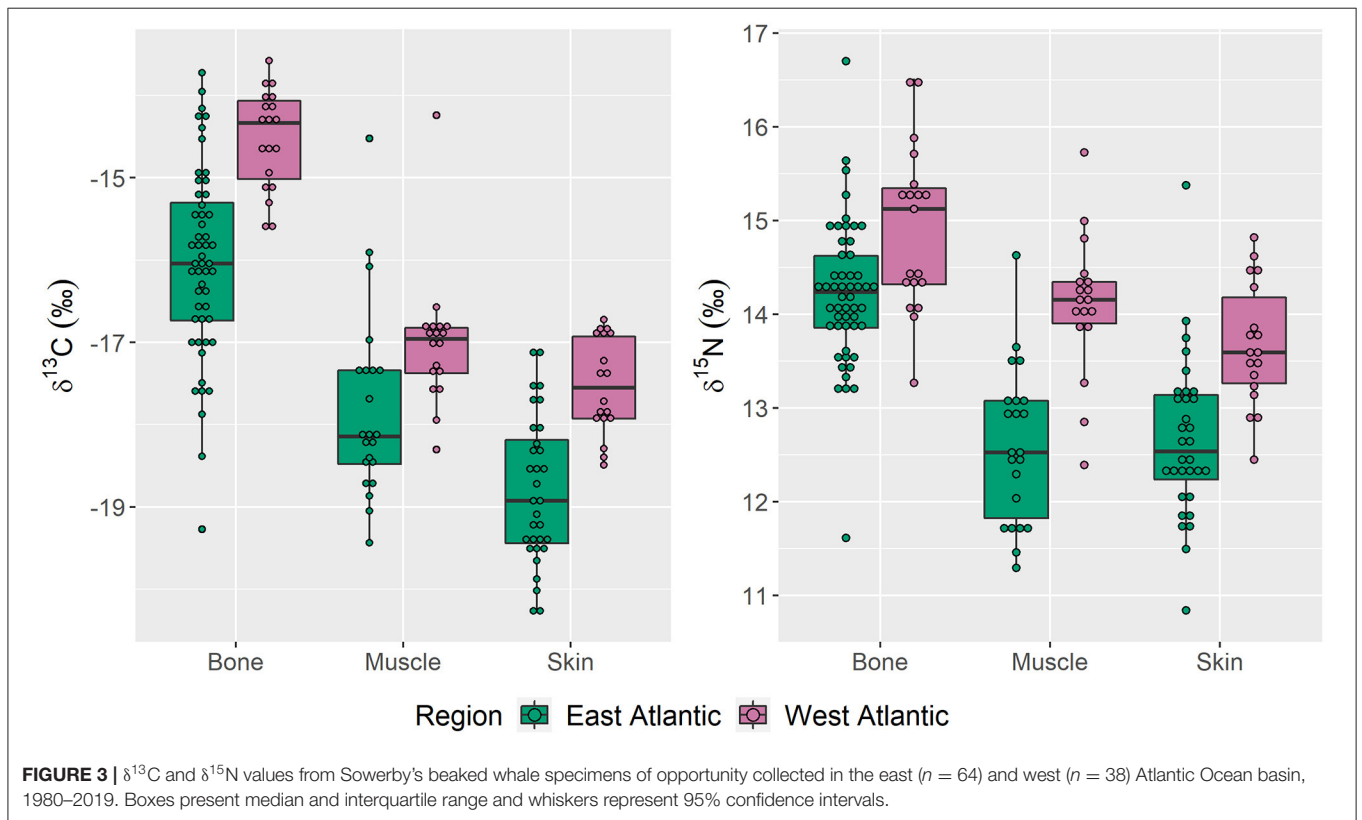 δ¹³C (‰)
-15
-17
-19
Bone Muscle Skin
δ¹⁵N (‰)
17
16
15
14
13
12
11
Bone Muscle Skin
Region East Atlantic West Atlantic
FIGURE 3 | δ¹³C and δ¹⁵N values from Sowerby's beaked whale specimens of opportunity collected in the east (n = 64) and west (n = 38) Atlantic Ocean basin,
1980–2019. Boxes present median and interquartile range and whiskers represent 95% confidence intervals.